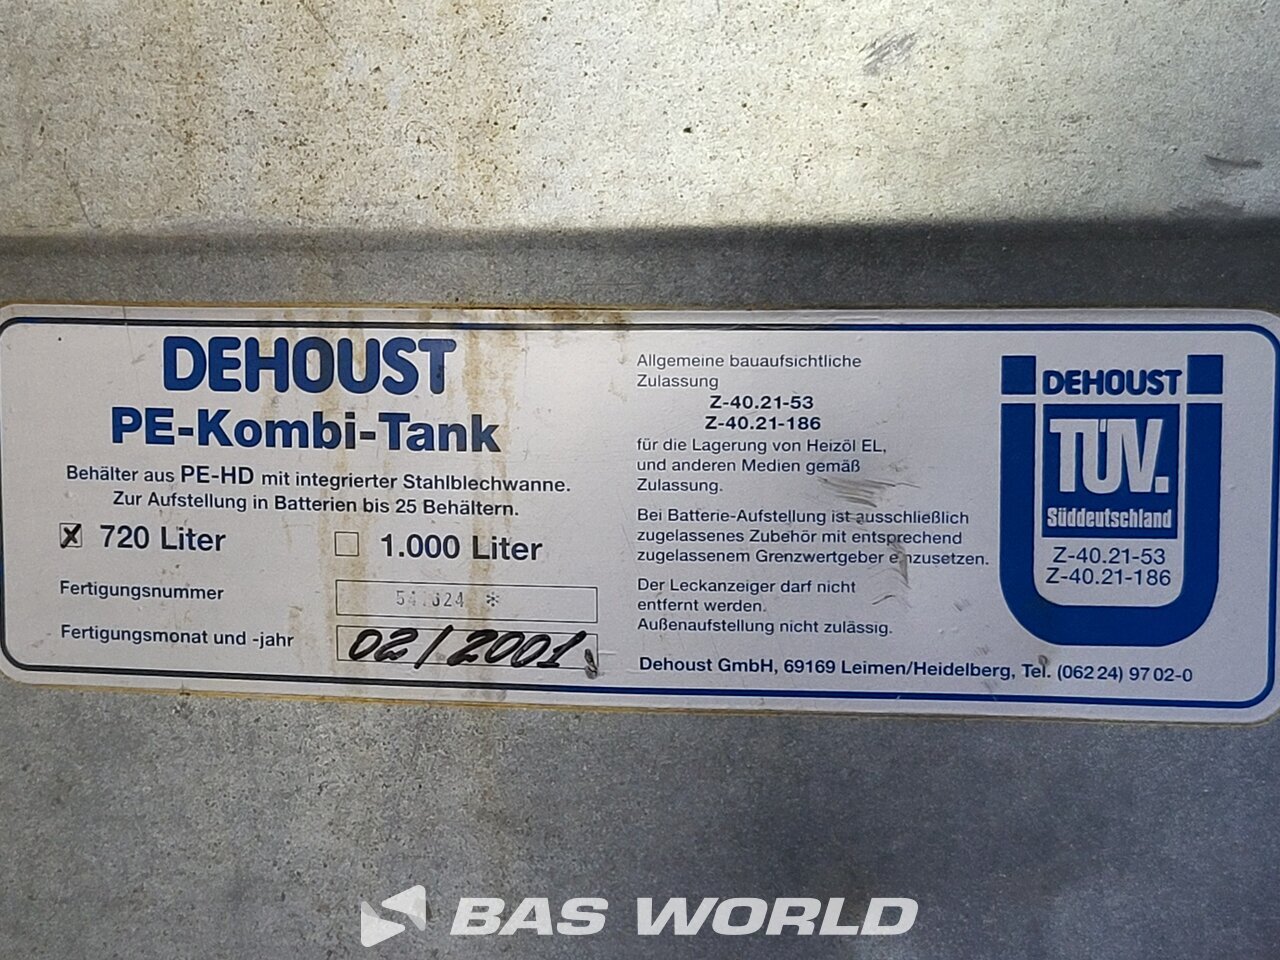 DEHOUST
PE-Kombi-Tank
Behälter aus PE-HD mit integrierter Stahlblechwanne.
Zur Aufstellung in Batterien bis 25 Behältern.
720 Liter
1.000 Liter
Fertigungsnummer
Fertigungsmonat und -jahr
02/2001
Allgemeine bauaufsichtliche
Zulassung
Z-40.21-53
Z-40.21-186
für die Lagerung von Heizöl EL,
und anderen Medien gemäß
Zulassung.
Bei Batterie-Aufstellung ist ausschließlich
zugelassenes Zubehör mit entsprechend
zugelassenem Grenzwertgeber einzusetzen.
Der Leckanzeiger darf nicht
entfernt werden.
Außenaufstellung nicht zulässig.
Dehoust GmbH, 69169 Leimen/Heidelberg, Tel. (062 24) 97 02-0
DEHOUST
TÜV.
Süddeutschland
Z-40.21-53
Z-40.21-186
BAS WORLD